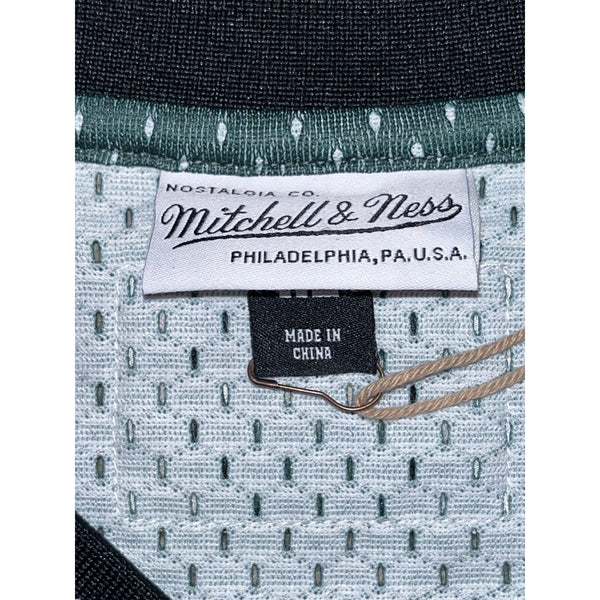 NOSTALGIA CO.
Mitchell & Ness
PHILADELPHIA, PA. U.S.A.
MADE IN
CHINA